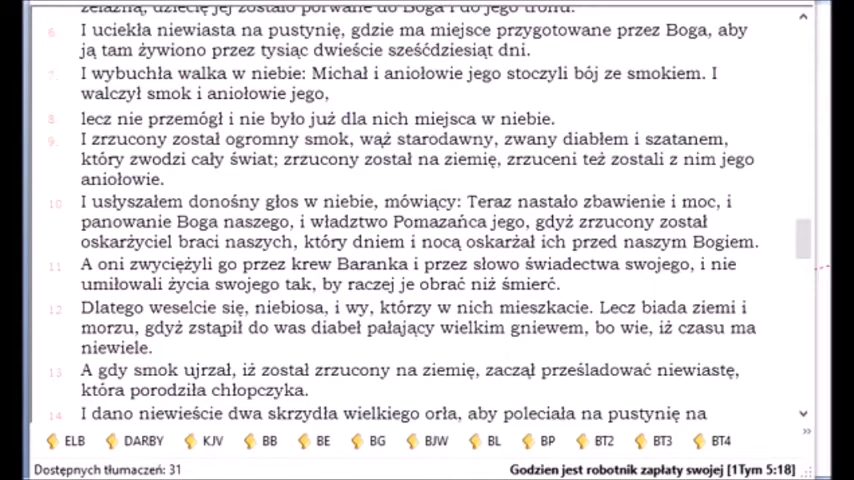 żelazną, dziecię jej zostało porwane do Boga i do jego tronu.
6. I uciekła niewiasta na pustynię, gdzie ma miejsce przygotowane przez Boga, aby
ją tam żywiono przez tysiąc dwieście sześćdziesiąt dni.
7. I wybuchła walka w niebie: Michał i aniołowie jego stoczyli bój ze smokiem. I
walczył smok i aniołowie jego,
8. lecz nie przemógł i nie było już dla nich miejsca w niebie.
9. I zrzucony został ogromny smok, wąż starodawny, zwany diabłem i szatanem,
który zwodzi cały świat; zrzucony został na ziemię, zrzuceni też zostali z nim jego
aniołowie.
10. I usłyszałem donośny głos w niebie, mówiący: Teraz nastało zbawienie i moc, i
panowanie Boga naszego, i władztwo Pomazańca jego, gdyż zrzucony został
oskarżyciel braci naszych, który dniem i nocą oskarżał ich przed naszym Bogiem.
11. A oni zwyciężyli go przez krew Baranka i przez słowo świadectwa swojego, i nie
umiłowali życia swojego tak, by raczej je obrać niż śmierć.
12. Dlatego weselcie się, niebiosa, i wy, którzy w nich mieszkacie. Lecz biada ziemi i
morzu, gdyż zstąpił do was diabeł pałający wielkim gniewem, bo wie, iż czasu ma
niewiele.
13. A gdy smok ujrzał, iż został zrzucony na ziemię, zaczął prześladować niewiastę,
która porodziła chłopczyka.
14. I dano niewieście dwa skrzydła wielkiego orła, aby poleciała na pustynię na
ELB DARBY KJV BB BE BG BJW BL BP BT2 BT3 BT4 »
Dostępnych tłumaczeń: 31 Godzien jest robotnik zapłaty swojej [1Tym 5:18]